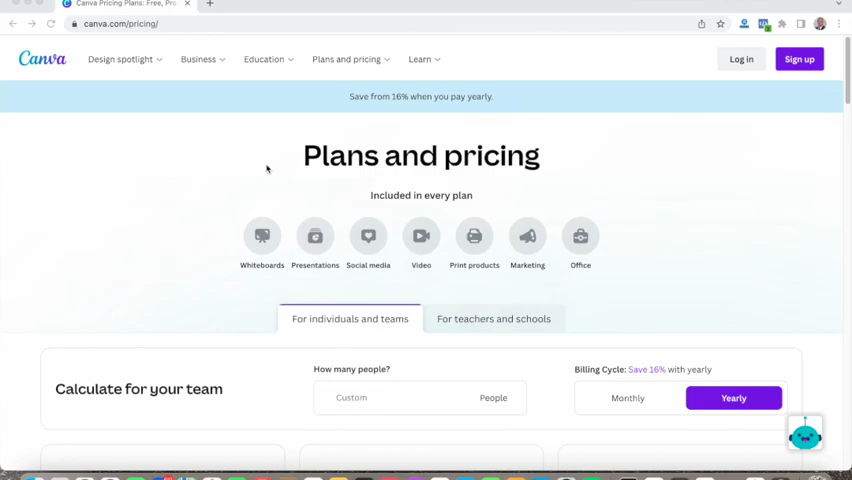 Canva Pricing Plans: Free, Pro
canva.com/pricing/
Canva
Design spotlight
Business
Education
Plans and pricing
Learn
Log in
Sign up
Save from 16% when you pay yearly.
Plans and pricing
Included in every plan
Whiteboards
Presentations
Social media
Video
Print products
Marketing
Office
For individuals and teams
For teachers and schools
Calculate for your team
How many people?
Custom
People
Billing Cycle: Save 16% with yearly
Monthly
Yearly